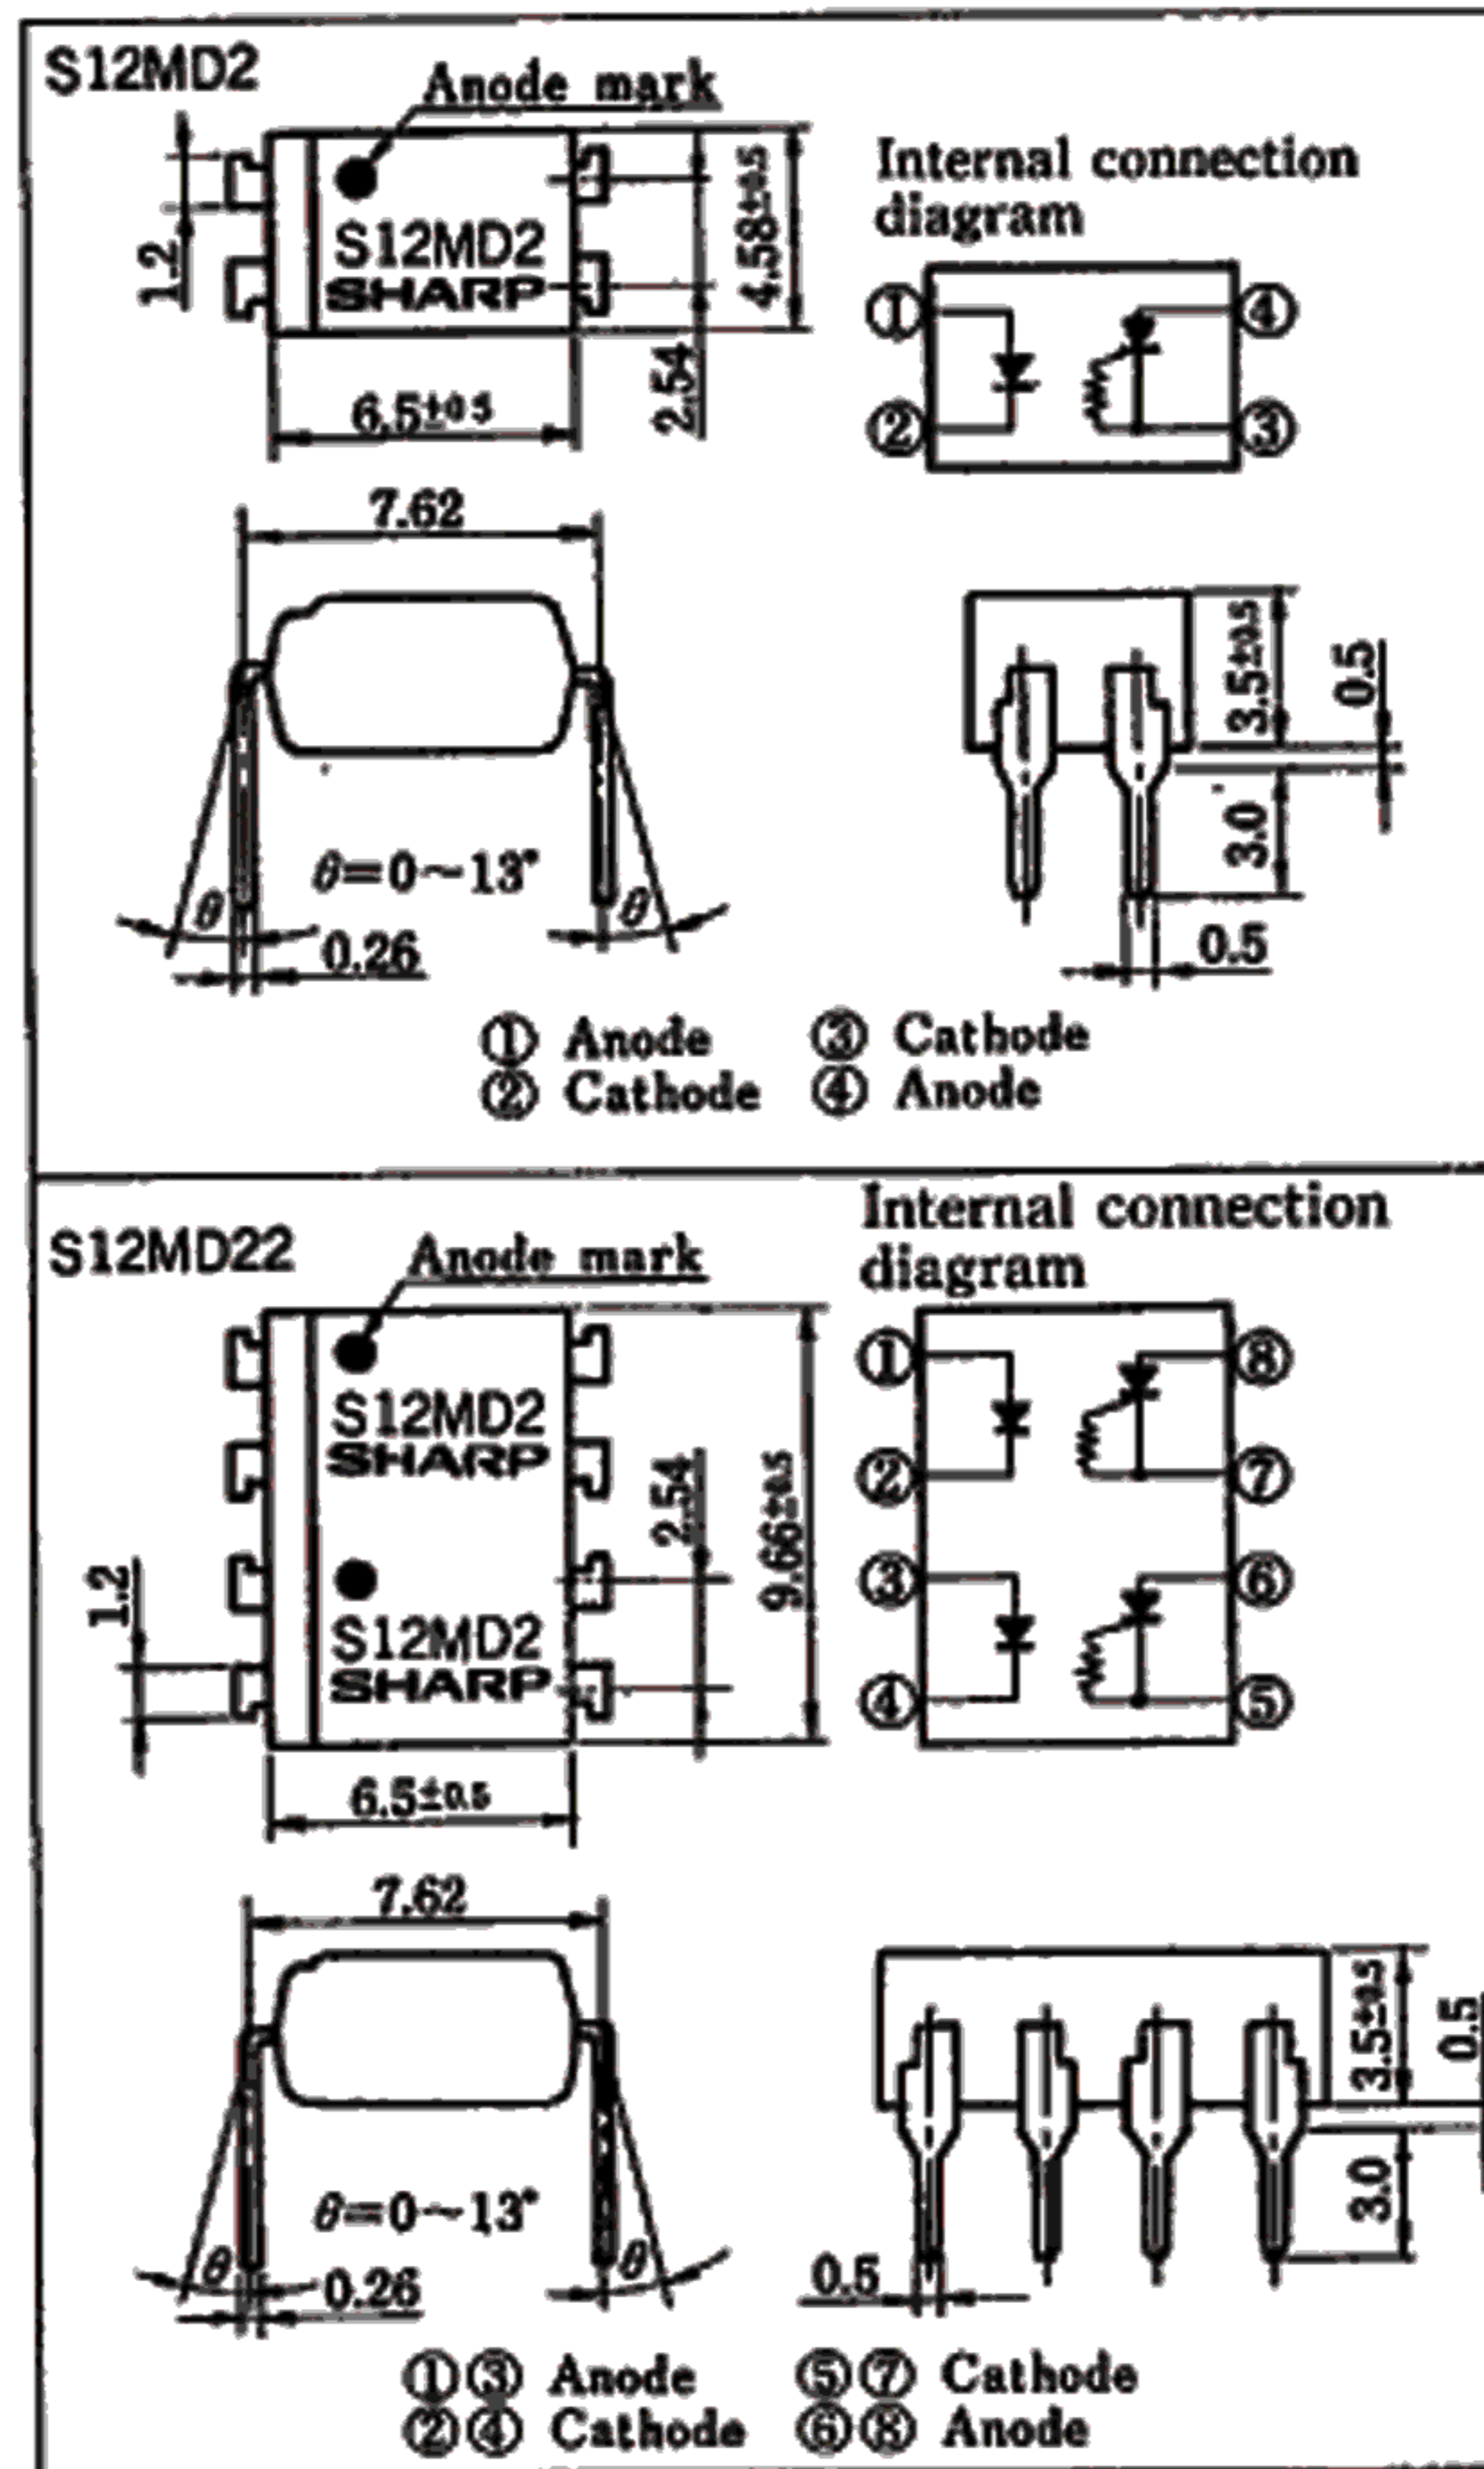 S12MD2
Anode mark
Internal connection
diagram
S12MD2
SHARP
1.2
4.58±0.5
2.54
6.5±0.5
① ④
② ③
7.62
3.5±0.5
0.5
3.0
θ=0~13°
θ θ
0.26
0.5
① Anode ③ Cathode
② Cathode ④ Anode
S12MD22
Anode mark
Internal connection
diagram
S12MD2
SHARP
S12MD2
SHARP
1.2
2.54
9.66±0.5
6.5±0.5
① ⑧
② ⑦
③ ⑥
④ ⑤
7.62
3.5±0.5
0.5
3.0
θ=0~13°
θ θ
0.26
0.5
①③ Anode ⑤⑦ Cathode
②④ Cathode ⑥⑧ Anode